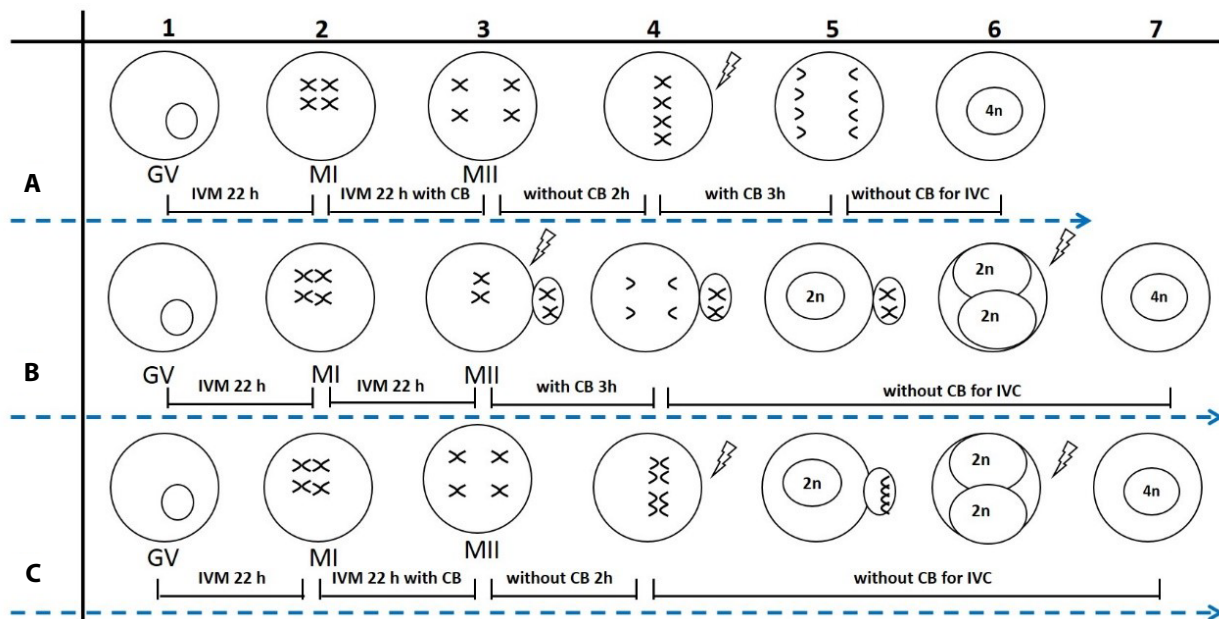 1 2 3 4 5 6 7
4n
GV MI MII
A
IVM 22 h IVM 22 h with CB without CB 2h with CB 3h without CB for IVC
2n
2n 2n 4n
GV MI MII
B
IVM 22 h IVM 22 h with CB 3h without CB for IVC
2n
2n 2n 4n
GV MI MII
C
IVM 22 h IVM 22 h with CB without CB 2h without CB for IVC